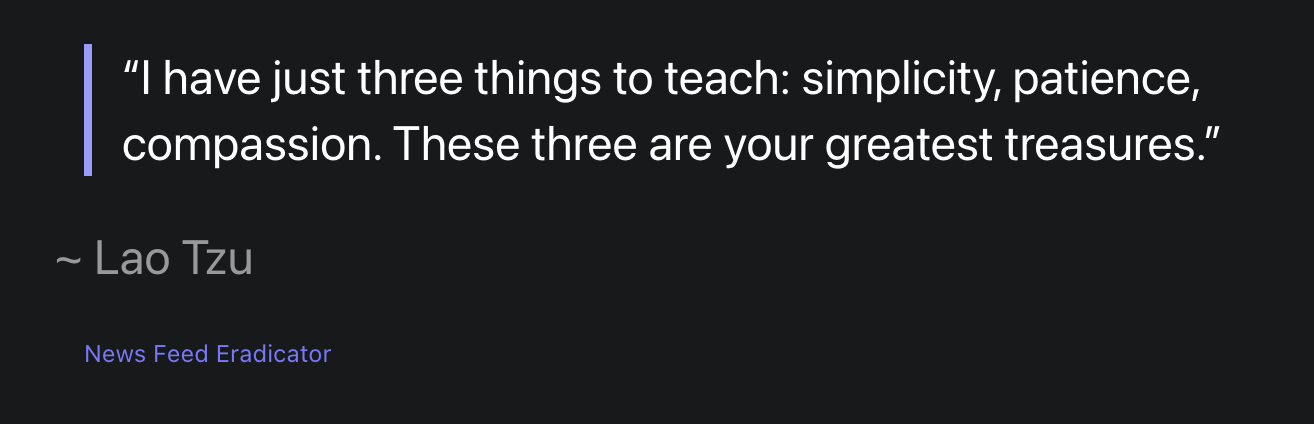 “I have just three things to teach: simplicity, patience,
compassion. These three are your greatest treasures.”
~ Lao Tzu
News Feed Eradicator